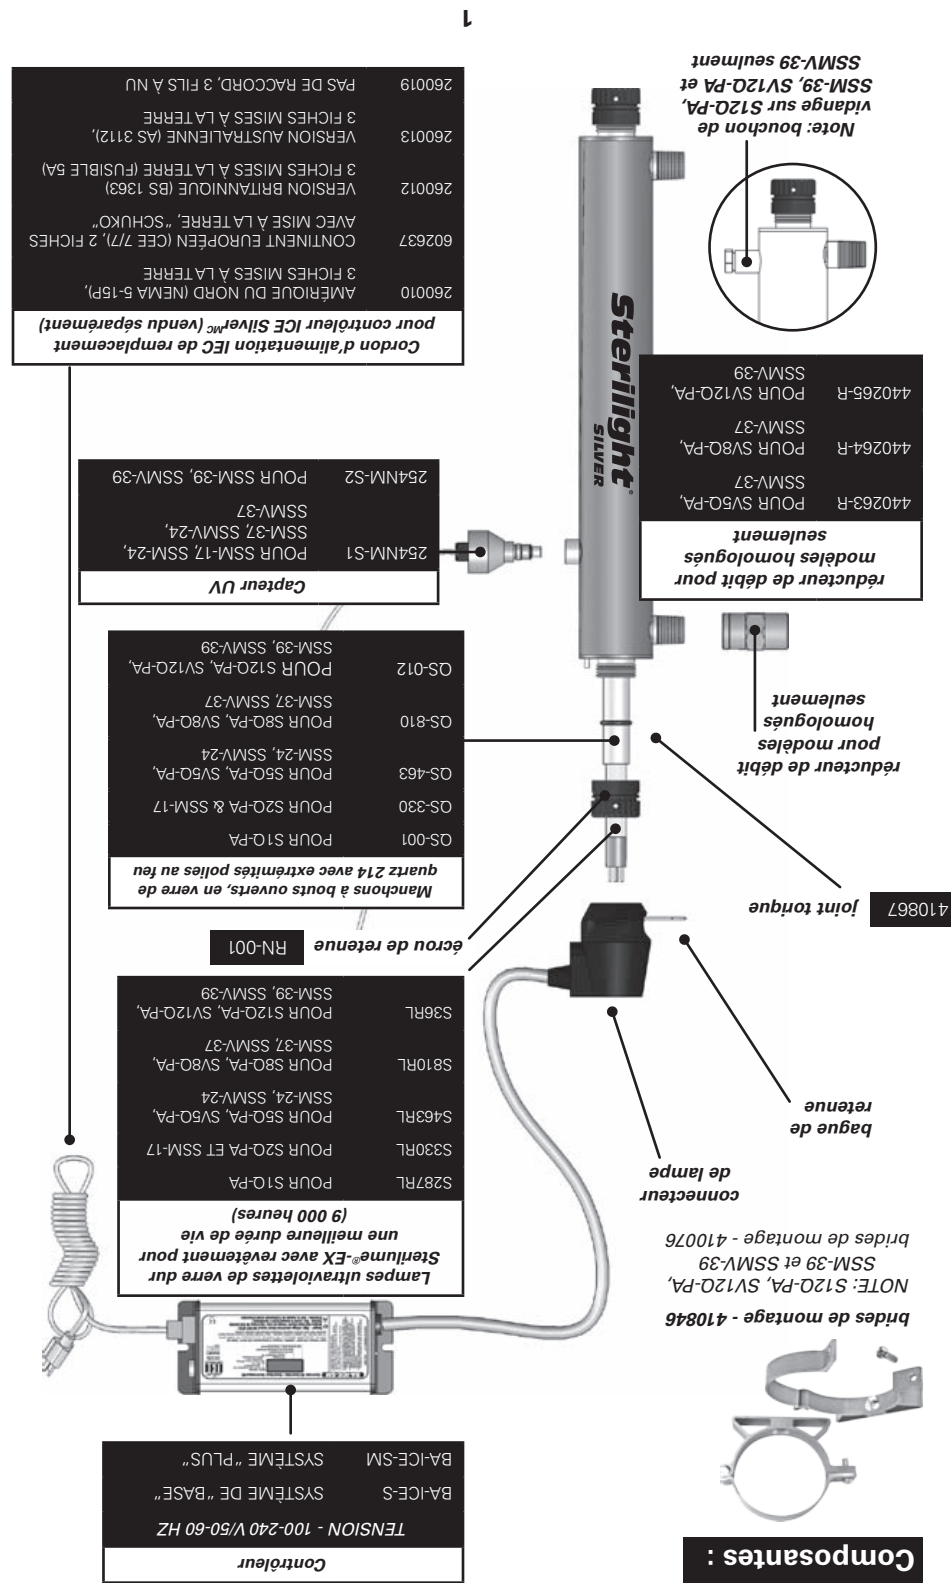 Composantes :
Contrôleur
TENSION - 100-240 V/50-60 HZ
BA-ICE-S SYSTÈME DE "BASE"
BA-ICE-SM SYSTÈME "PLUS"
brides de montage - 410846
NOTE: S12Q-PA, SV12Q-PA,
SSM-39 et SSMV-39
brides de montage - 410076
Lampes ultraviolettes de verre dur
Sterilume®-EX avec revêtement pour
une meilleure durée de vie
(9 000 heures)
S287RL POUR S1Q-PA
S330RL POUR S2Q-PA ET SSM-17
S463RL POUR S5Q-PA, SV5Q-PA,
SSM-24, SSMV-24
S810RL POUR S8Q-PA, SV8Q-PA,
SSM-37, SSMV-37
S36RL POUR S12Q-PA, SV12Q-PA,
SSM-39, SSMV-39
connecteur
de lampe
bague de
retenue
410867 joint torique
écrou de retenue RN-001
Manchons à bouts ouverts, en verre de
quartz 214 avec extrémités polies au feu
QS-001 POUR S1Q-PA
QS-330 POUR S2Q-PA & SSM-17
QS-463 POUR S5Q-PA, SV5Q-PA,
SSM-24, SSMV-24
QS-810 POUR S8Q-PA, SV8Q-PA,
SSM-37, SSMV-37
QS-012 POUR S12Q-PA, SV12Q-PA,
SSM-39, SSMV-39
réducteur de débit
pour modèles
homologués
seulement
Capteur UV
254NM-S1 POUR SSM-17, SSM-24,
SSM-37, SSMV-24,
SSMV-37
254NM-S2 POUR SSM-39, SSMV-39
réducteur de débit pour
modèles homologués
seulement
440263-R POUR SV5Q-PA,
SSMV-37
440264-R POUR SV8Q-PA,
SSMV-37
440265-R POUR SV12Q-PA,
SSMV-39
SILVER
Sterilight®
Cordon d'alimentation IEC de remplacement
pour contrôleur ICE SilverMC (vendu séparément)
260010 AMÉRIQUE DU NORD (NEMA 5-15P),
3 FICHES MISES À LA TERRE
602637 CONTINENT EUROPÉEN (CEE 7/7), 2 FICHES
AVEC MISE À LA TERRE, "SCHUKO"
260012 VERSION BRITANNIQUE (BS 1363)
3 FICHES MISES À LA TERRE (FUSIBLE 5A)
260013 VERSION AUSTRALIENNE (AS 3112),
3 FICHES MISES À LA TERRE
260019 PAS DE RACCORD, 3 FILS À NU
Note: bouchon de
vidange sur S12Q-PA,
SSM-39, SV12Q-PA et
SSMV-39 seulement
1